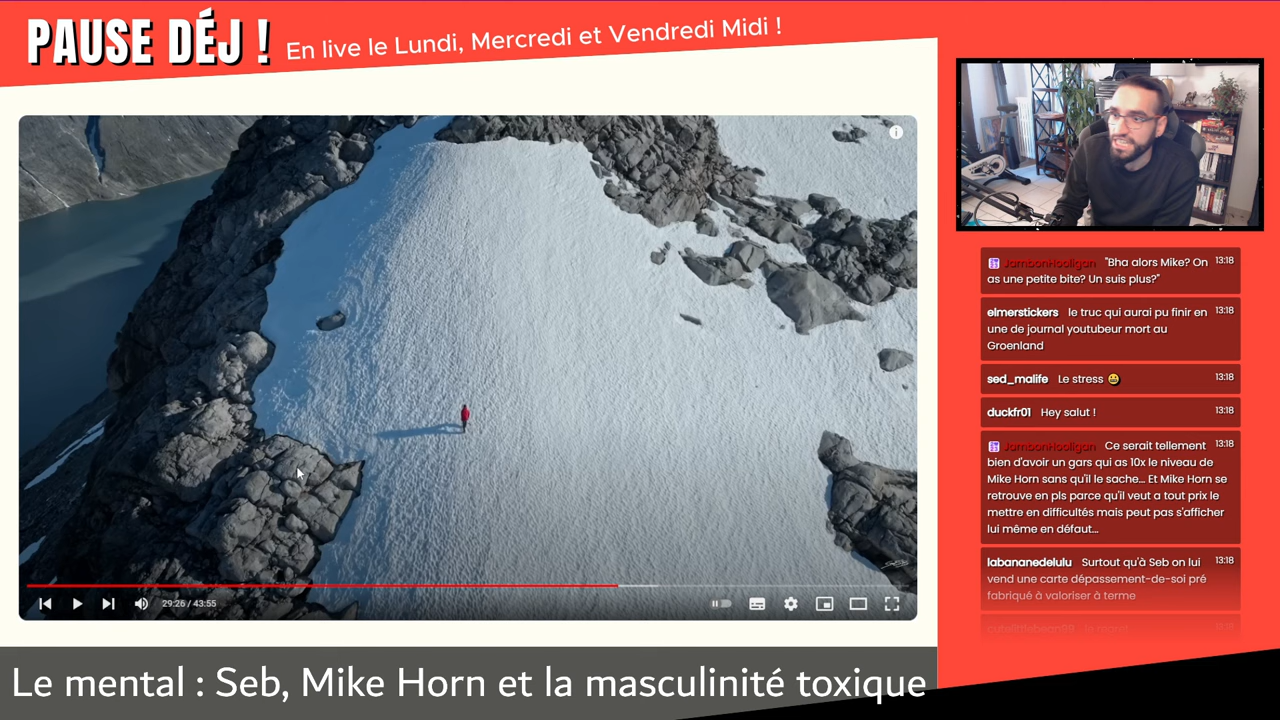 PAUSE DÉJ !
En live le Lundi, Mercredi et Vendredi Midi !
29:26 / 43:55
JambonHooligan "Bha alors Mike? On 13:18
as une petite bite? Un suis plus?"
elmerstickers le truc qui aurai pu finir en 13:18
une de journal youtubeur mort au
Groenland
sed_malife Le stress 13:18
duckfr01 Hey salut ! 13:18
JambonHooligan Ce serait tellement 13:18
bien d'avoir un gars qui as 10x le niveau de
Mike Horn sans qu'il le sache... Et Mike Horn se
retrouve en pls parce qu'il veut a tout prix le
mettre en difficultés mais peut pas s'afficher
lui même en défaut...
labananedelulu Surtout qu'à Seb on lui 13:18
vend une carte dépassement-de-soi pré
fabriqué à valoriser à terme
je regret
Le mental : Seb, Mike Horn et la masculinité toxique